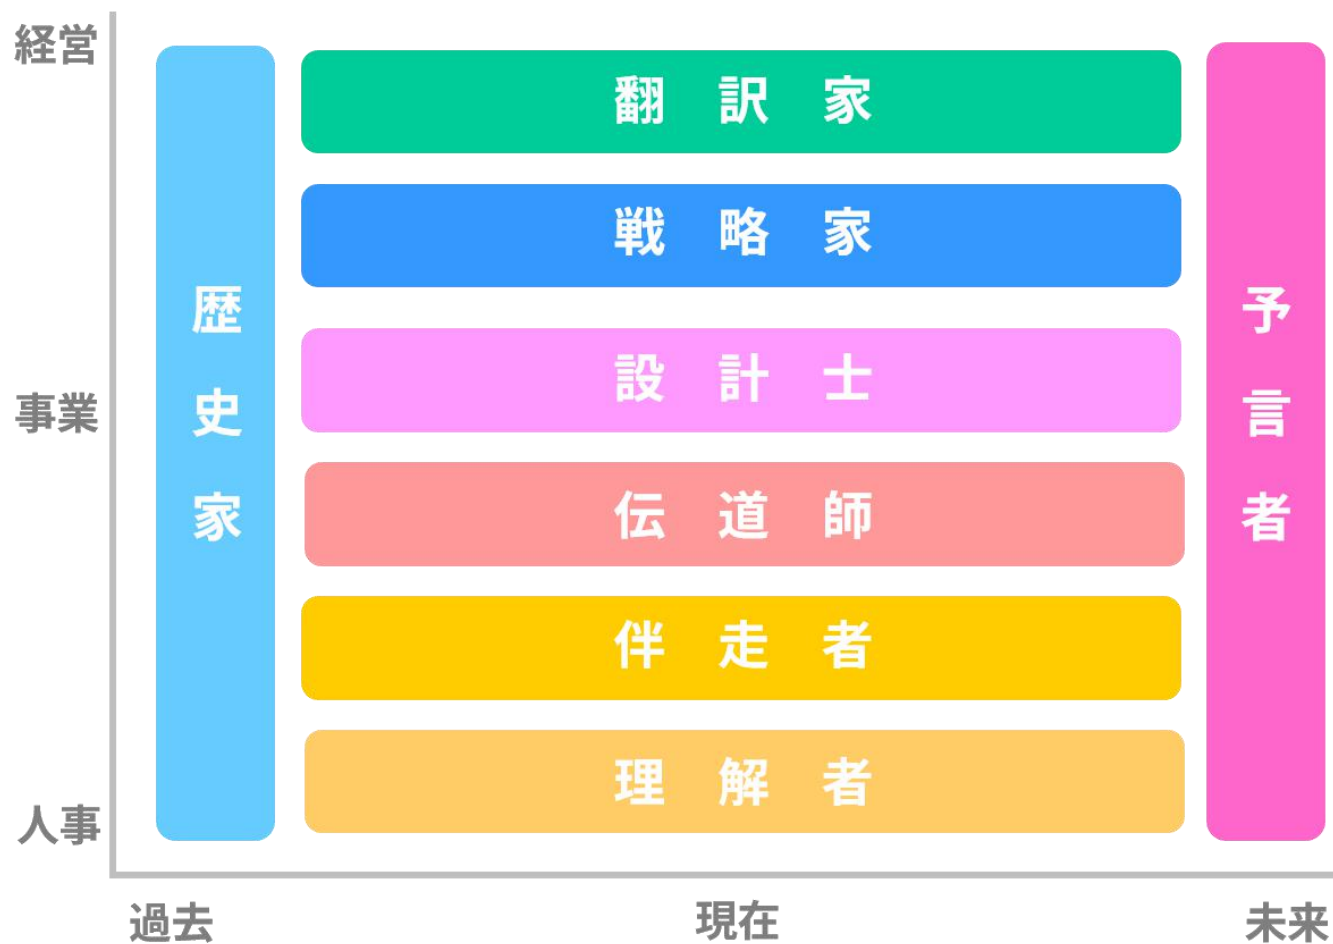 経営
翻訳家
戦略家
設計士
歴史家
予言者
事業
伝道師
伴走者
理解者
人事
過去
現在
未来